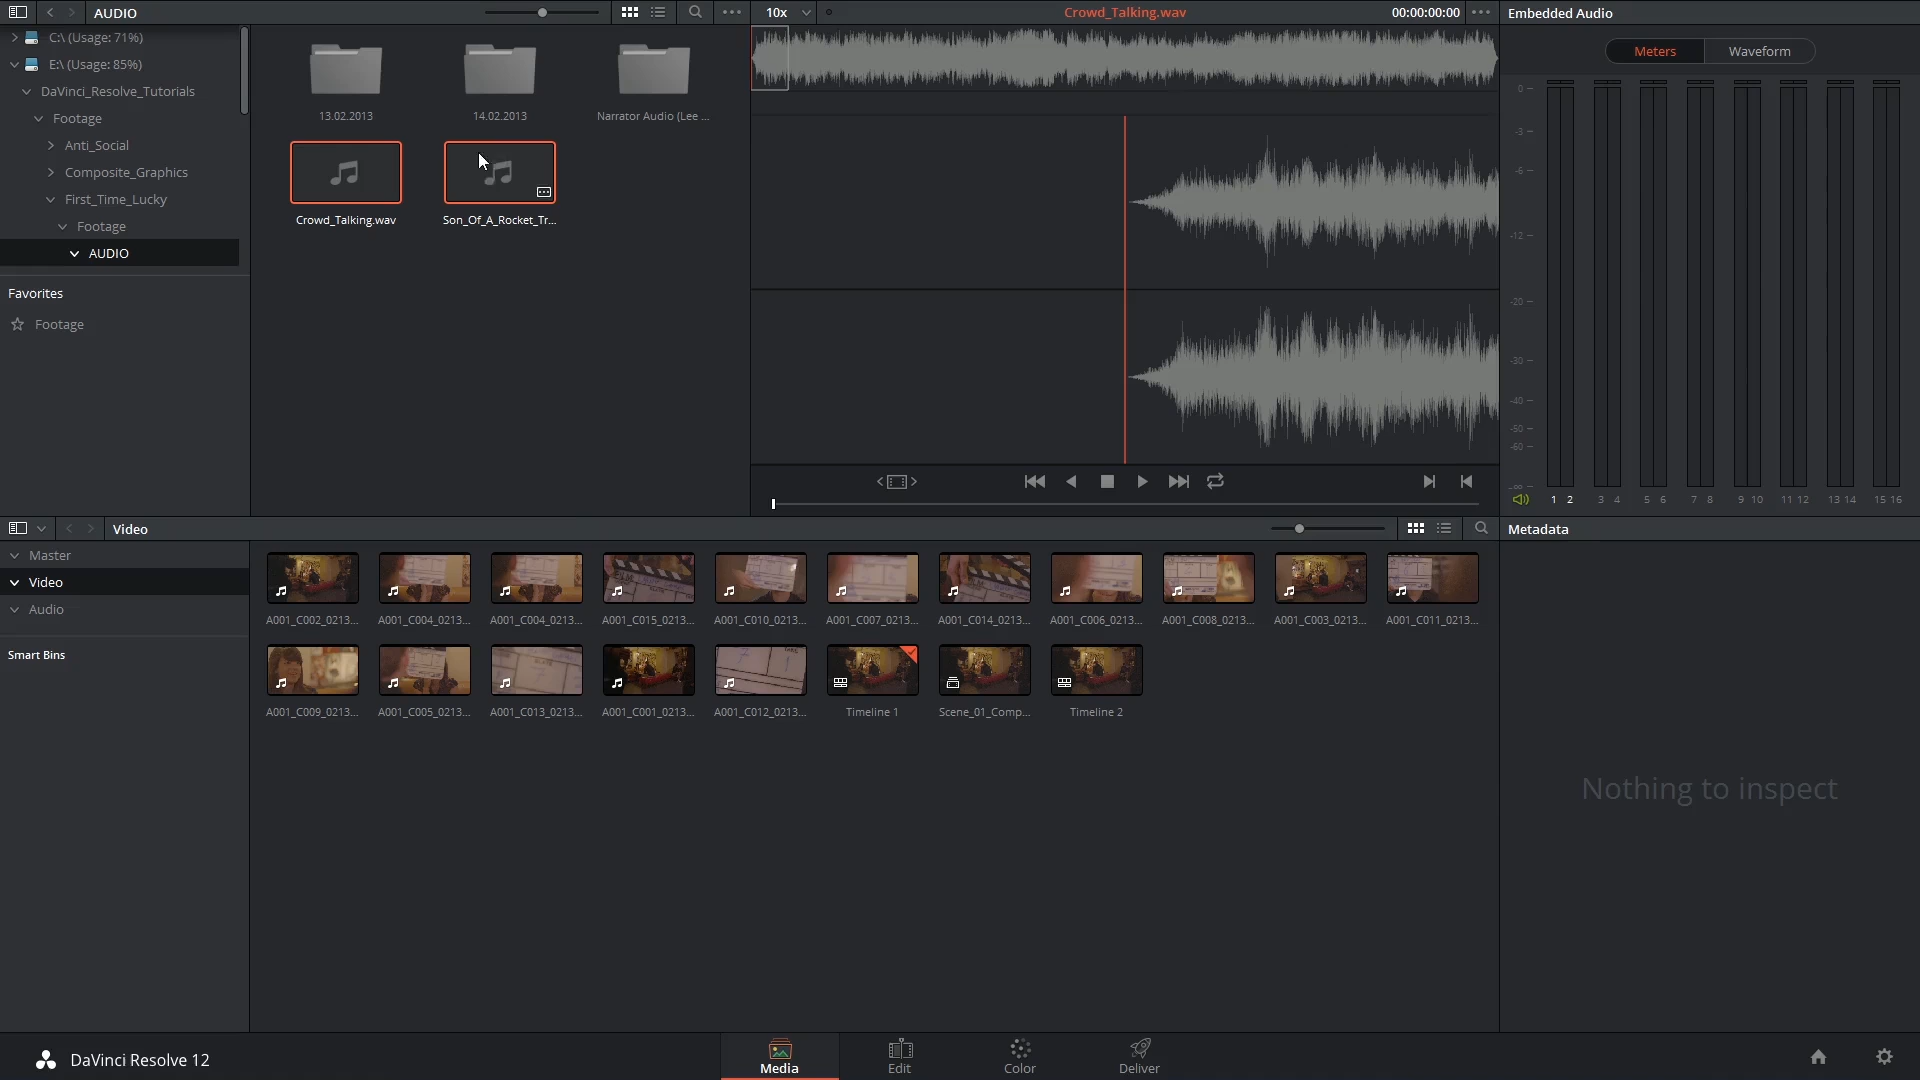 AUDIO
10x
Crowd_Talking.wav
00:00:00:00
Embedded Audio
C:\ (Usage: 71%)
E:\ (Usage: 85%)
DaVinci_Resolve_Tutorials
Footage
Anti_Social
Composite_Graphics
First_Time_Lucky
Footage
AUDIO
Favorites
Footage
13.02.2013
14.02.2013
Narrator Audio (Lee ...
Crowd_Talking.wav
Son_Of_A_Rocket_Tr...
Meters
Waveform
0
-3
-6
-12
-20
-30
-40
-50
-60
-∞
1 2
3 4
5 6
7 8
9 10
11 12
13 14
15 16
Video
Metadata
Master
Video
Audio
Smart Bins
A001_C002_0213...
A001_C004_0213...
A001_C004_0213...
A001_C015_0213...
A001_C010_0213...
A001_C007_0213...
A001_C014_0213...
A001_C006_0213...
A001_C008_0213...
A001_C003_0213...
A001_C011_0213...
A001_C009_0213...
A001_C005_0213...
A001_C013_0213...
A001_C001_0213...
A001_C012_0213...
Timeline 1
Scene_01_Comp...
Timeline 2
Nothing to inspect
DaVinci Resolve 12
Media
Edit
Color
Deliver